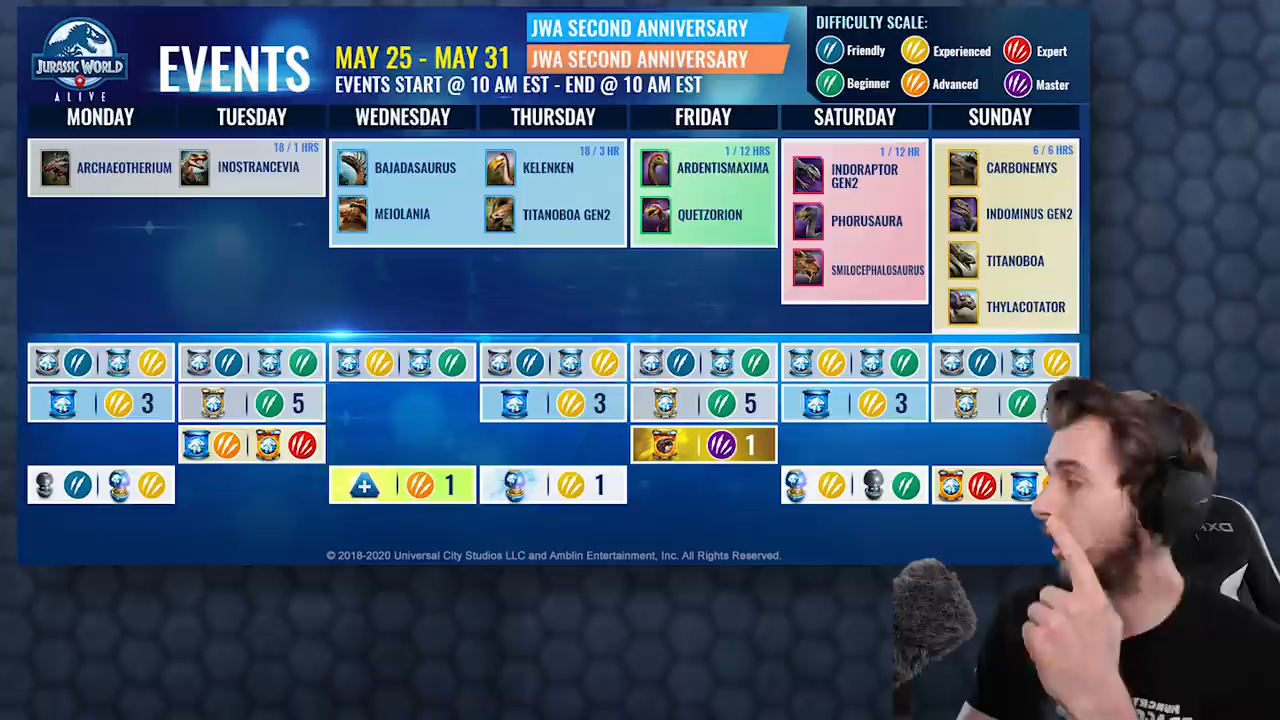 JURASSIC WORLD
ALIVE
EVENTS
JWA SECOND ANNIVERSARY
MAY 25 - MAY 31
JWA SECOND ANNIVERSARY
EVENTS START @ 10 AM EST - END @ 10 AM EST
DIFFICULTY SCALE:
Friendly Experienced Expert
Beginner Advanced Master
MONDAY TUESDAY WEDNESDAY THURSDAY FRIDAY SATURDAY SUNDAY
18 / 1 HRS
ARCHAEOTHERIUM INOSTRANCEVIA
18 / 3 HR
BAJADASAURUS KELENKEN
MEIOLANIA TITANOBOA GEN2
1 / 12 HRS
ARDENTISMAXIMA
QUETZORION
1 / 12 HR
INDORAPTOR
GEN2
PHORUSAURA
SMILOCEPHALOSAURUS
6 / 6 HRS
CARBONEMYS
INDOMINUS GEN2
TITANOBOA
THYLACOTATOR
3 5 3 5 3
1
1 1
© 2018-2020 Universal City Studios LLC and Amblin Entertainment, Inc. All Rights Reserved.